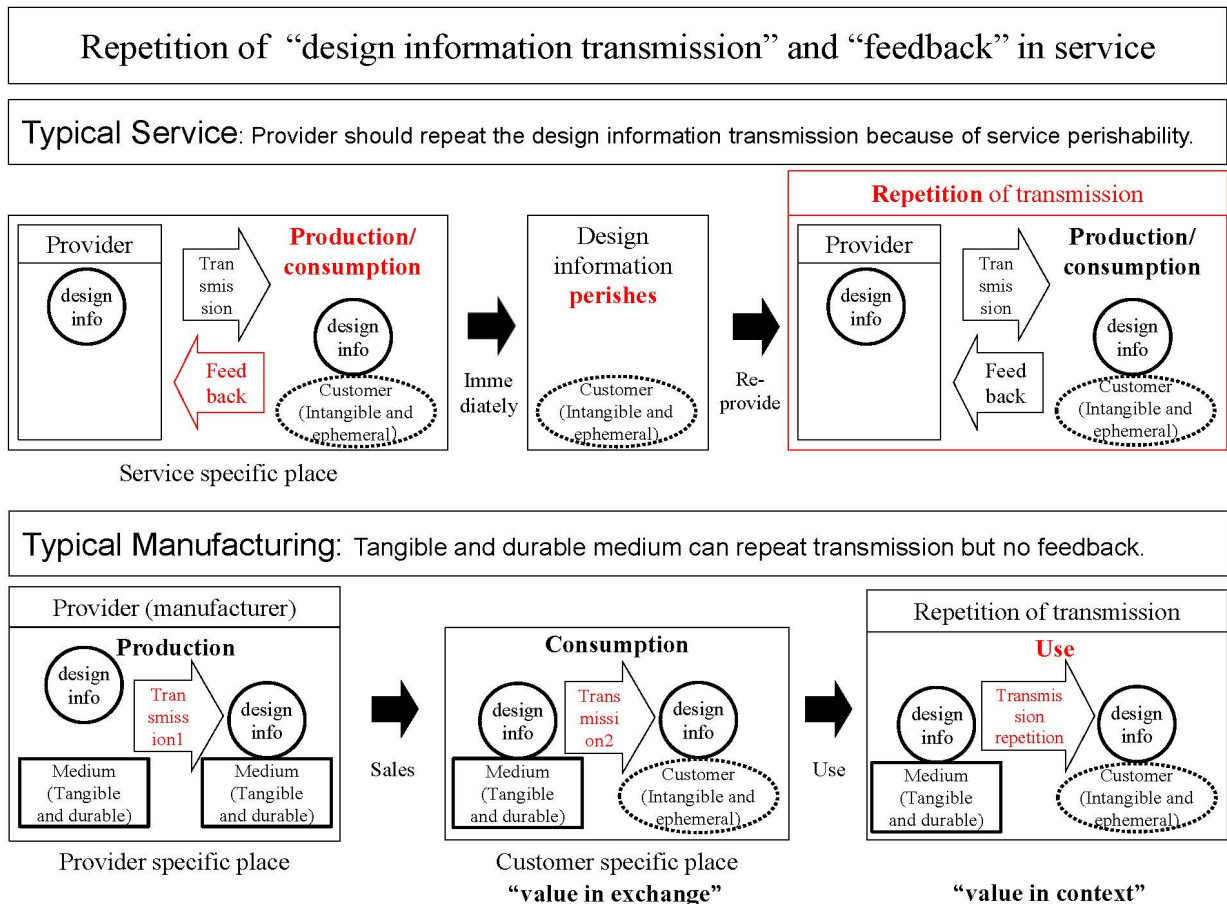 Repetition of “design information transmission” and “feedback” in service
Typical Service: Provider should repeat the design information transmission because of service perishability.
Repetition of transmission
Provider
design
info
Tran
smis
sion
Feed
back
Production/
consumption
design
info
Customer
(Intangible and
ephemeral)
Service specific place
Imme
diately
Design
information
perishes
Customer
(Intangible and
ephemeral)
Re-
provide
Provider
design
info
Tran
smis
sion
Feed
back
Production/
consumption
design
info
Customer
(Intangible and
ephemeral)
Typical Manufacturing: Tangible and durable medium can repeat transmission but no feedback.
Provider (manufacturer)
Production
design
info
Tran
smiss
ion1
design
info
Medium
(Tangible
and durable)
Medium
(Tangible
and durable)
Provider specific place
Sales
Consumption
design
info
Trans
missi
on2
design
info
Medium
(Tangible
and durable)
Customer
(Intangible and
ephemeral)
Customer specific place
“value in exchange”
Use
Repetition of transmission
Use
design
info
Transmis
sion
repetition
design
info
Medium
(Tangible
and durable)
Customer
(Intangible and
ephemeral)
“value in context”